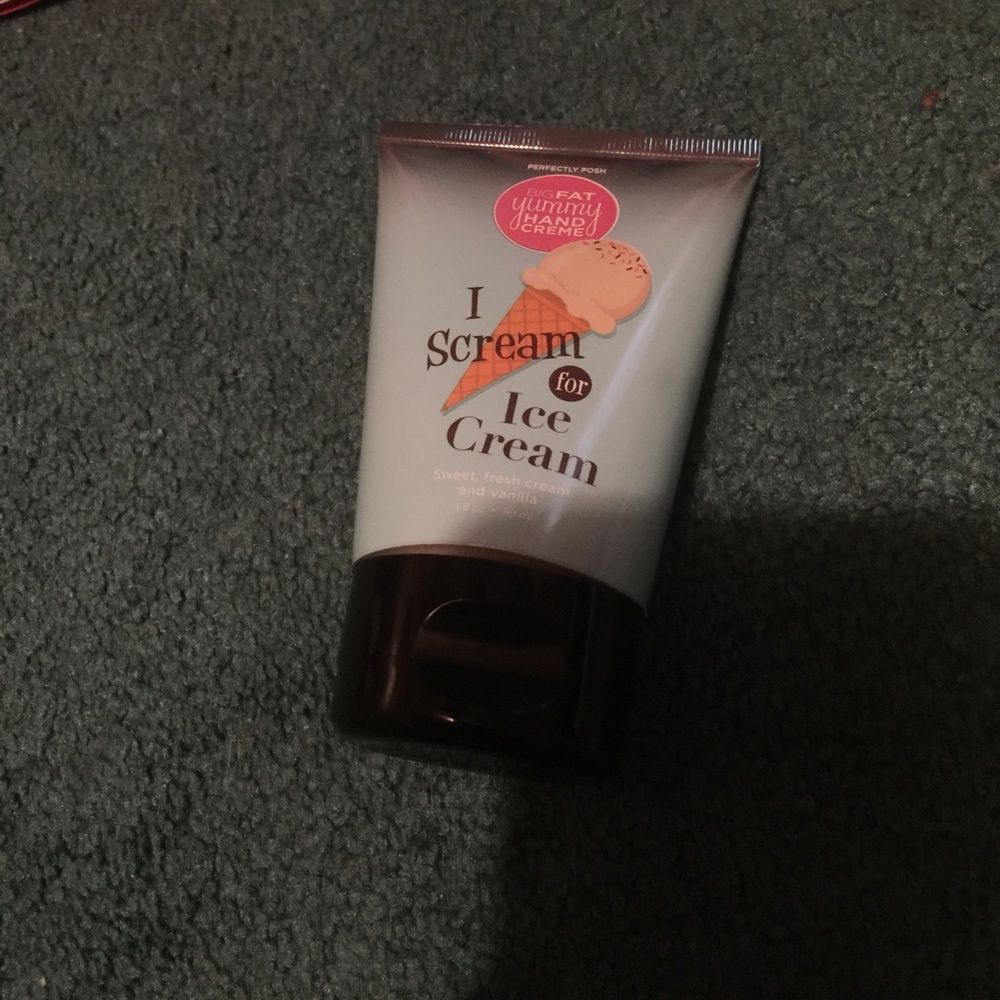 PERFECTLY POSH
BIG FAT
yummy
HAND
CREME
I
Scream
for
Ice
Cream
Sweet, fresh cream
and vanilla